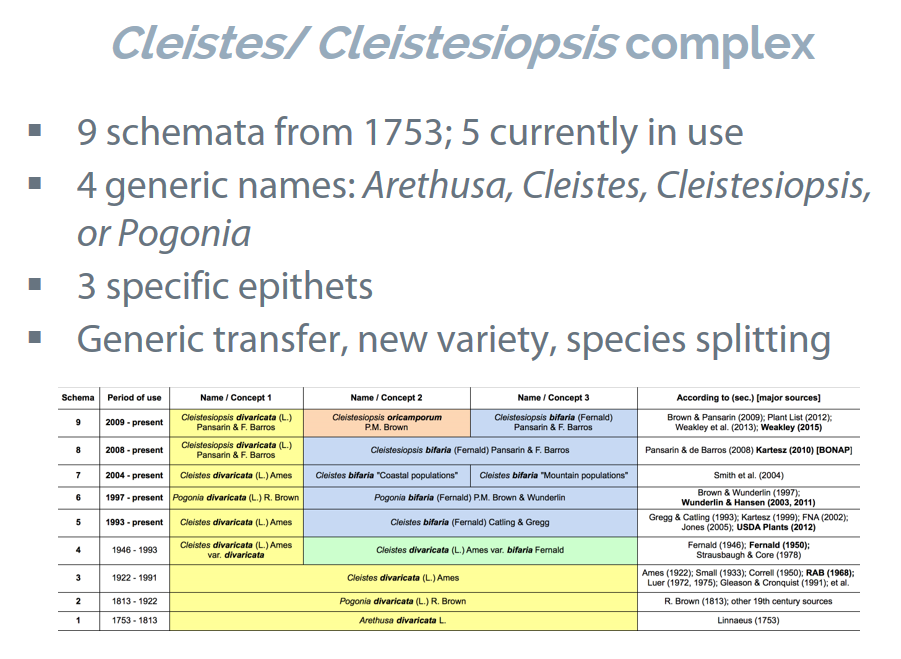 Cleistes/ Cleistesiopsis complex
▪ 9 schemata from 1753; 5 currently in use
▪ 4 generic names: Arethusa, Cleistes, Cleistesiopsis,
or Pogonia
▪ 3 specific epithets
▪ Generic transfer, new variety, species splitting
Schema Period of use Name / Concept 1 Name / Concept 2 Name / Concept 3 According to (sec.) [major sources]
9 2009 - present Cleistesiopsis divaricata (L.) Pansarin & F. Barros Cleistesiopsis oricamporum P.M. Brown Cleistesiopsis bifaria (Fernald) Pansarin & F. Barros Brown & Pansarin (2009); Plant List (2012); Weakley et al. (2013); Weakley (2015)
8 2008 - present Cleistesiopsis divaricata (L.) Pansarin & F. Barros Cleistesiopsis bifaria (Fernald) Pansarin & F. Barros Pansarin & de Barros (2008) Kartesz (2010) [BONAP]
7 2004 - present Cleistes divaricata (L.) Ames Cleistes bifaria "Coastal populations" Cleistes bifaria "Mountain populations" Smith et al. (2004)
6 1997 - present Pogonia divaricata (L.) R. Brown Pogonia bifaria (Fernald) P.M. Brown & Wunderlin Brown & Wunderlin (1997); Wunderlin & Hansen (2003, 2011)
5 1993 - present Cleistes divaricata (L.) Ames Cleistes bifaria (Fernald) Catling & Gregg Gregg & Catling (1993); Kartesz (1999); FNA (2002); Jones (2005); USDA Plants (2012)
4 1946 - 1993 Cleistes divaricata (L.) Ames var. divaricata Cleistes divaricata (L.) Ames var. bifaria Fernald Fernald (1946); Fernald (1950); Strausbaugh & Core (1978)
3 1922 - 1991 Cleistes divaricata (L.) Ames Ames (1922); Small (1933); Correll (1950); RAB (1968); Luer (1972, 1975); Gleason & Cronquist (1991); et al.
2 1813 - 1922 Pogonia divaricata (L.) R. Brown R. Brown (1813); other 19th century sources
1 1753 - 1813 Arethusa divaricata L. Linnaeus (1753)